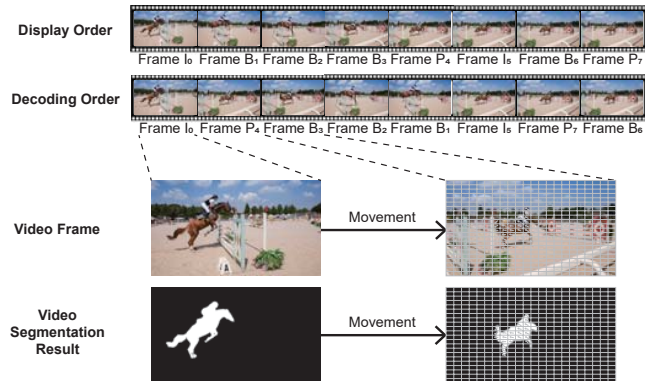 Display Order
Frame I₀ Frame B₁ Frame B₂ Frame B₃ Frame P₄ Frame I₅ Frame B₆ Frame P₇
Decoding Order
Frame I₀ Frame P₄ Frame B₃ Frame B₂ Frame B₁ Frame I₅ Frame P₇ Frame B₆
Video Frame
Movement
A
Video
Segmentation
Result
Movement